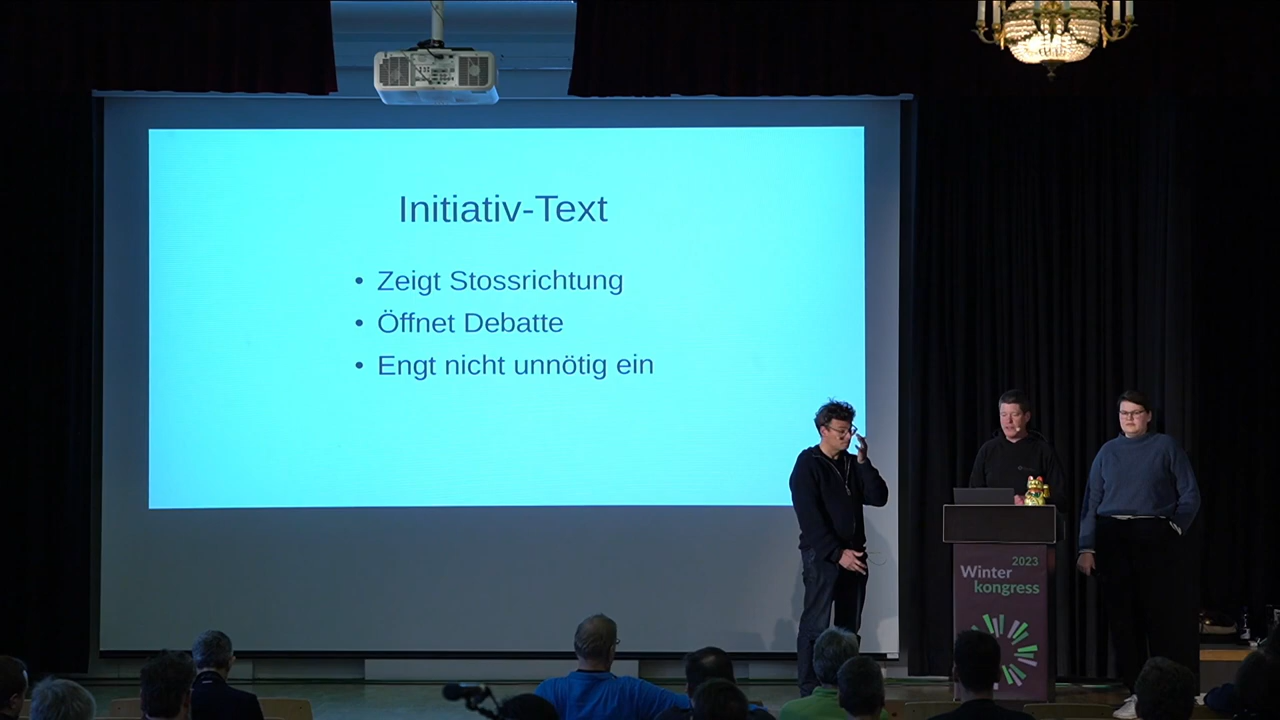 Initiativ-Text
• Zeigt Stossrichtung
• Öffnet Debatte
• Engt nicht unnötig ein
2023
Winter
kongress